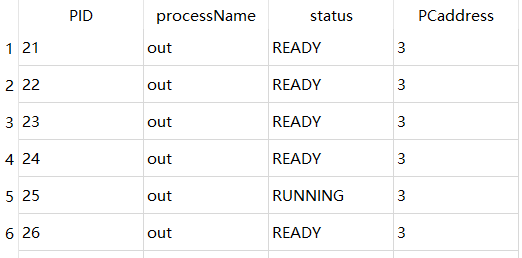 PID processName status PCaddress
1 21 out READY 3
2 22 out READY 3
3 23 out READY 3
4 24 out READY 3
5 25 out RUNNING 3
6 26 out READY 3